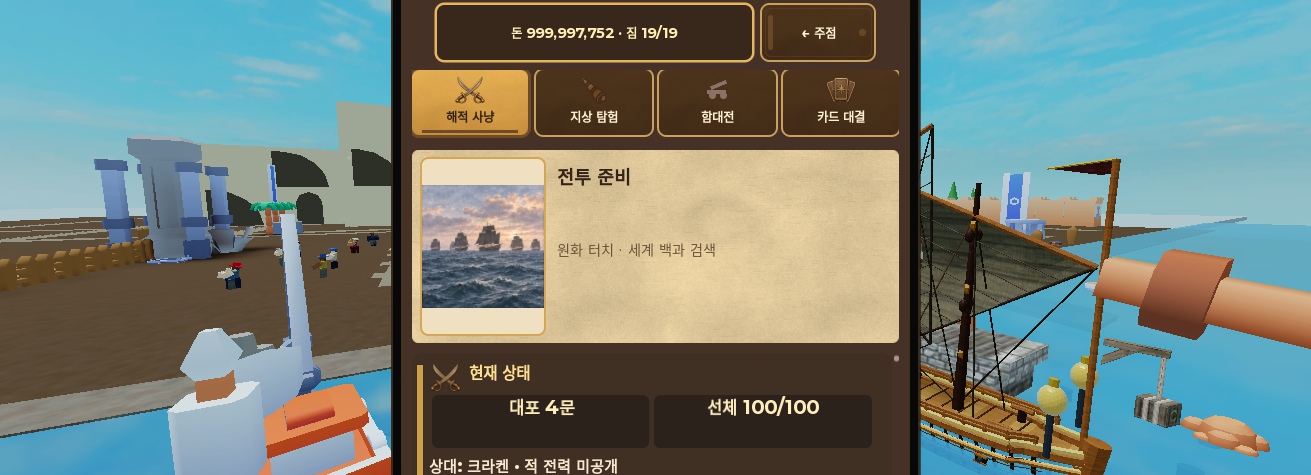 돈 999,997,752 · 짐 19/19
← 주점
해적 사냥
지상 탐험
함대전
카드 대결
전투 준비
원화 터치 · 세계 백과 검색
현재 상태
대포 4문
선체 100/100
상대: 크라켄 • 적 전력 미공개